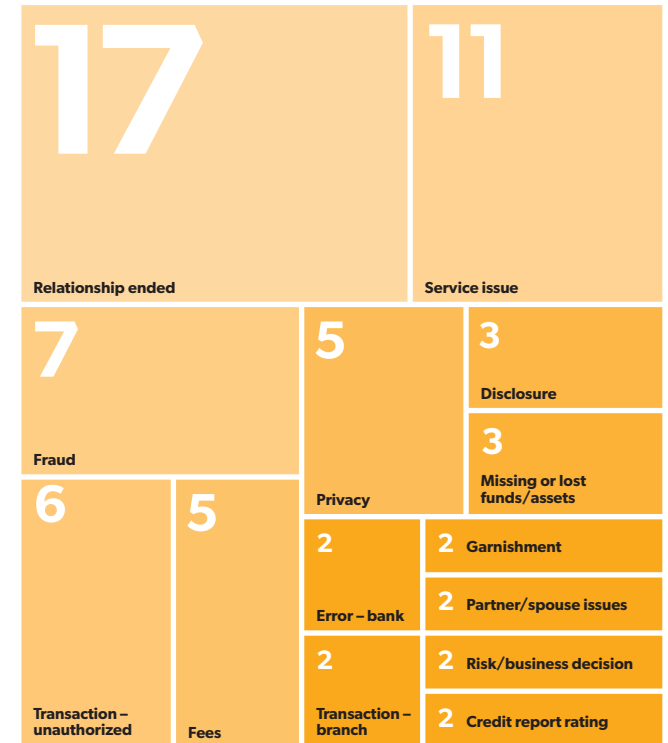 17
Relationship ended
11
Service issue
7
Fraud
5
Privacy
3
Disclosure
3
Missing or lost
funds/assets
6
Transaction –
unauthorized
5
Fees
2
Error – bank
2
Transaction –
branch
2 Garnishment
2 Partner/spouse issues
2 Risk/business decision
2 Credit report rating